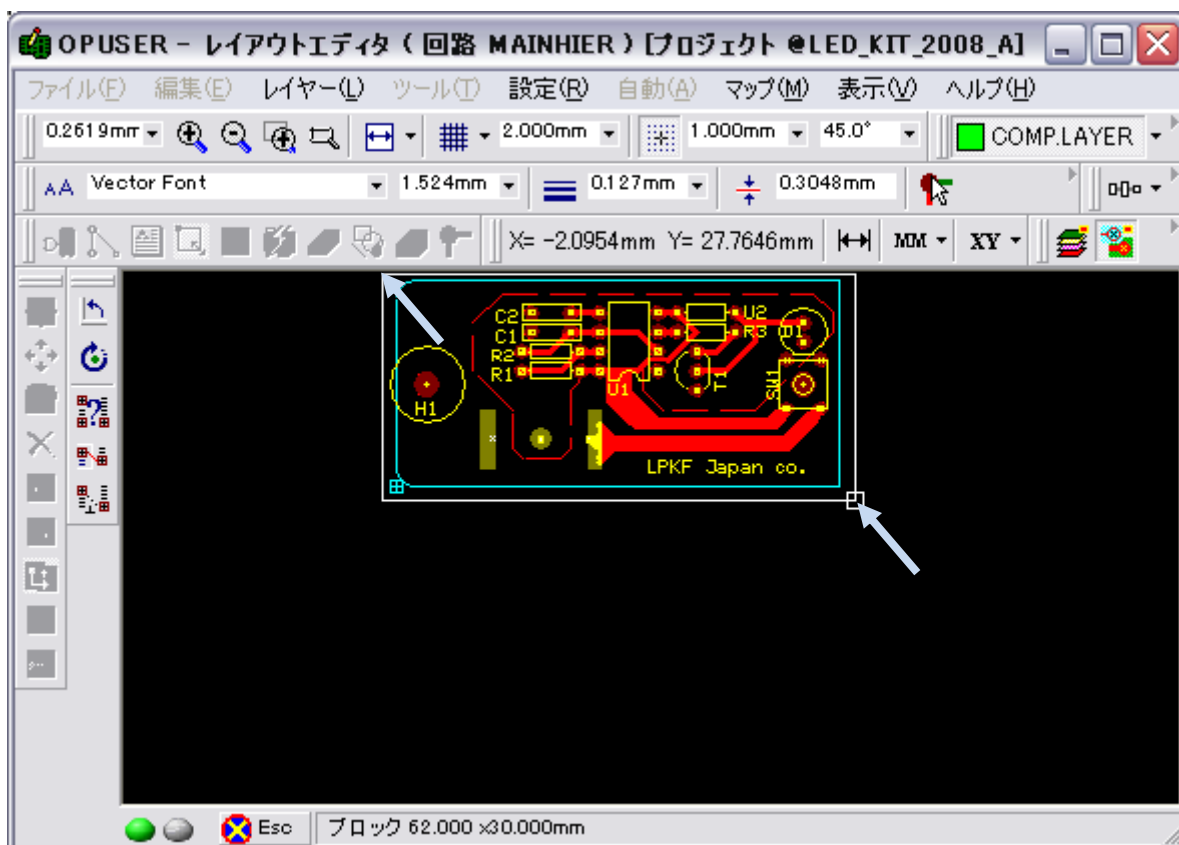 OPUSER - レイアウトエディタ ( 回路 MAINHIER ) [プロジェクト @LED_KIT_2008_A]
ファイル(F) 編集(E) レイヤー(L) ツール(T) 設定(R) 自動(A) マップ(M) 表示(V) ヘルプ(H)
0.2619mm 2.000mm 1.000mm 45.0° COMP.LAYER
AA Vector Font 1.524mm 0.127mm 0.3048mm
X= -2.0954mm Y= 27.7646mm MM XY
C2 U2
C1 R3 D1
R2
R1 U1 T1 SW1
H1
LPKF Japan co.
Esc ブロック 62.000 x30.000mm